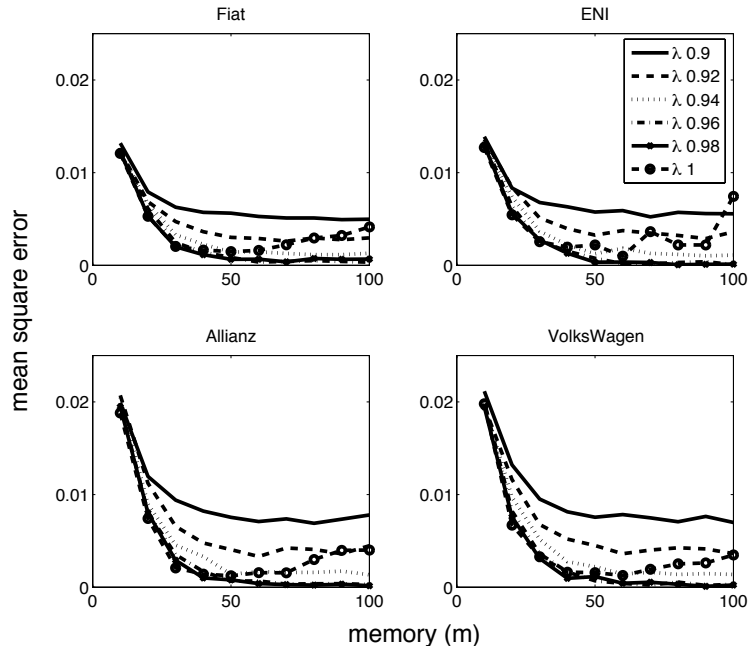 Fiat
ENI
0.02
0.01
0
0
50
100
λ 0.9
λ 0.92
λ 0.94
λ 0.96
λ 0.98
λ 1
0.02
0.01
0
0
50
100
mean square error
Allianz
VolksWagen
0.02
0.01
0
0
50
100
0.02
0.01
0
0
50
100
memory (m)